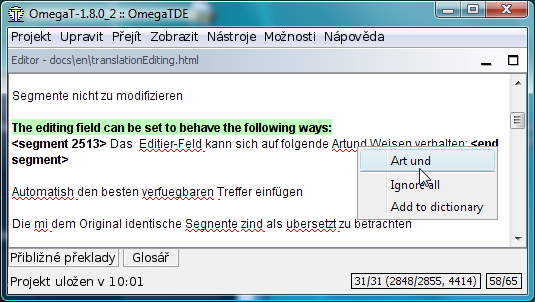 OmegaT-1.8.0_2 :: OmegaTDE
Projekt Upravit Přejít Zobrazit Nástroje Možnosti Nápověda
Editor - docs\en\translationEditing.html
Segmente nicht zu modifizieren
The editing field can be set to behave the following ways:
<segment 2513> Das Editier-Feld kann sich auf folgende Artund Weisen verhalten: <end
segment>
Art und
Ignore all
Add to dictionary
Automatish den besten verfuegbaren Treffer einfügen
Die mi dem Original identische Segnente zind als ubersetzt zu betrachten
Přibližné překlady Glosář
Projekt uložen v 10:01 31/31 (2848/2855, 4414) 58/65